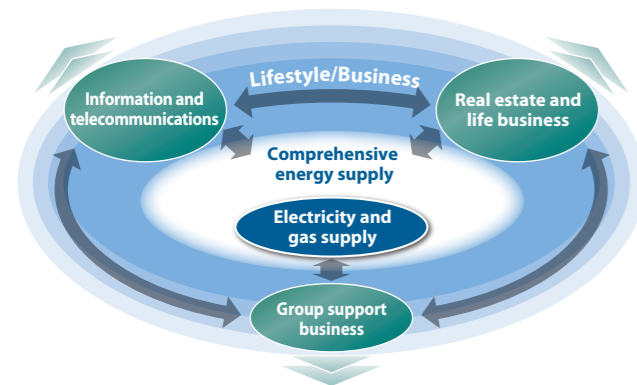 Lifestyle/Business
Information and
telecommunications
Real estate and
life business
Comprehensive
energy supply
Electricity and
gas supply
Group support
business